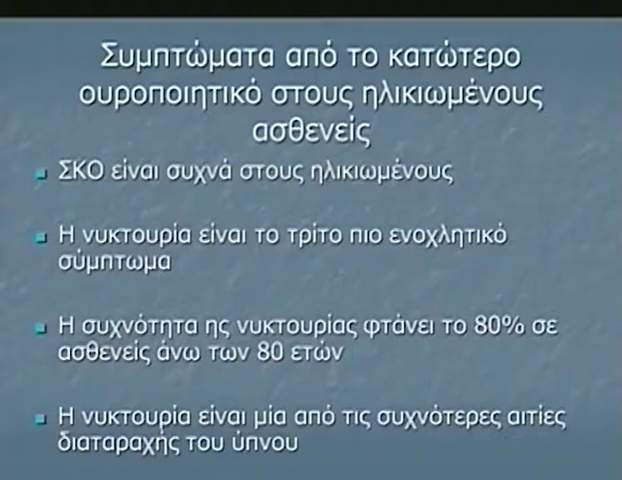 Συμπτώματα από το κατώτερο
ουροποιητικό στους ηλικιωμένους
ασθενείς
ΣΚΟ είναι συχνά στους ηλικιωμένους
Η νυκτουρία είναι το τρίτο πιο ενοχλητικό
σύμπτωμα
Η συχνότητα ης νυκτουρίας φτάνει το 80% σε
ασθενείς άνω των 80 ετών
Η νυκτουρία είναι μία από τις συχνότερες αιτίες
διαταραχής του ύπνου